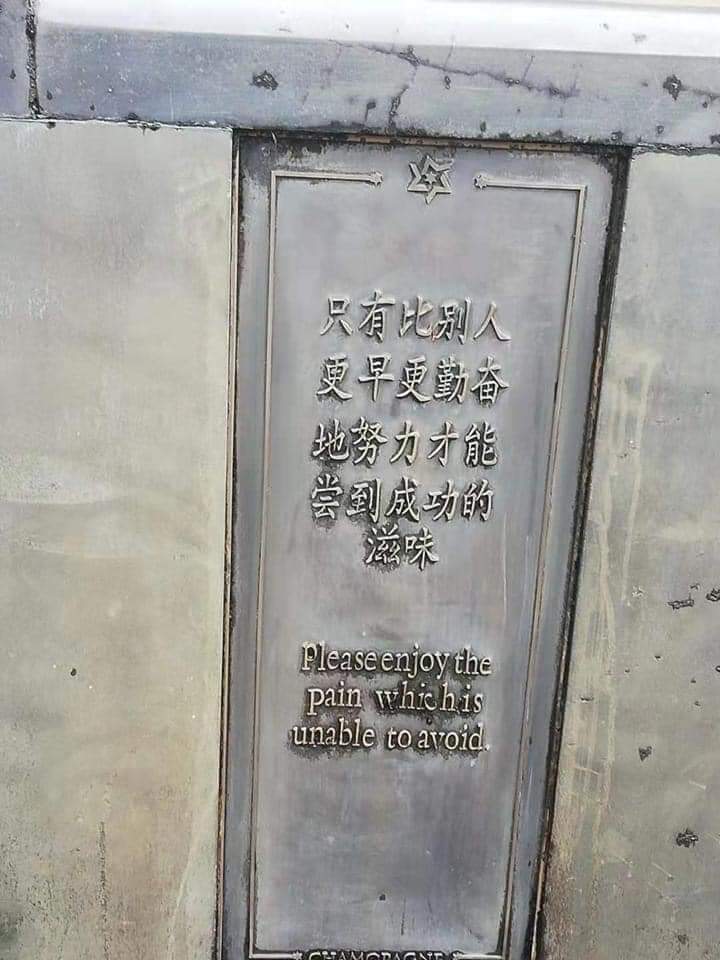 只有比别人
更早更勤奋
地努力才能
尝到成功的
滋味
Please enjoy the
pain which is
unable to avoid.
CHAMOPAGNE